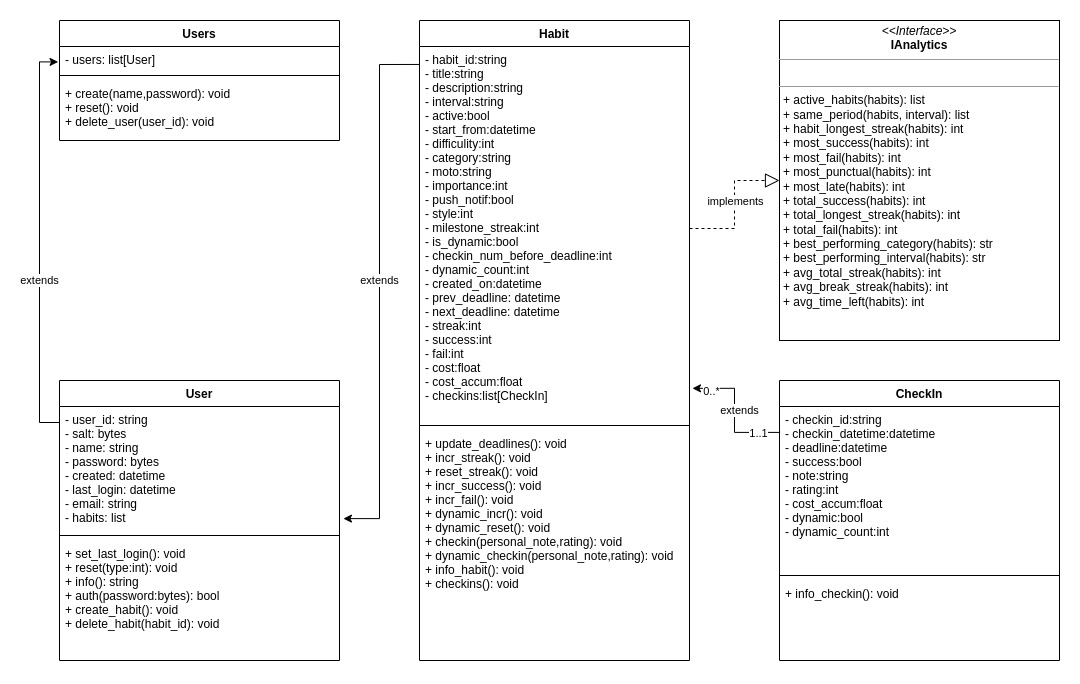 Users
- users: list[User]
+ create(name,password): void
+ reset(): void
+ delete_user(user_id): void
extends
User
- user_id: string
- salt: bytes
- name: string
- password: bytes
- created: datetime
- last_login: datetime
- email: string
- habits: list
+ set_last_login(): void
+ reset(type:int): void
+ info(): string
+ auth(password:bytes): bool
+ create_habit(): void
+ delete_habit(habit_id): void
extends
Habit
- habit_id:string
- title:string
- description:string
- interval:string
- active:bool
- start_from:datetime
- difficulity:int
- category:string
- moto:string
- importance:int
- push_notif:bool
- style:int
- milestone_streak:int
- is_dynamic:bool
- checkin_num_before_deadline:int
- dynamic_count:int
- created_on:datetime
- prev_deadline: datetime
- next_deadline: datetime
- streak:int
- success:int
- fail:int
- cost:float
- cost_accum:float
- checkins:list[CheckIn]
+ update_deadlines(): void
+ incr_streak(): void
+ reset_streak(): void
+ incr_success(): void
+ incr_fail(): void
+ dynamic_incr(): void
+ dynamic_reset(): void
+ checkin(personal_note,rating): void
+ dynamic_checkin(personal_note,rating): void
+ info_habit(): void
+ checkins(): void
implements
<<Interface>>
IAnalytics
+ active_habits(habits): list
+ same_period(habits, interval): list
+ habit_longest_streak(habits): int
+ most_success(habits): int
+ most_fail(habits): int
+ most_punctual(habits): int
+ most_late(habits): int
+ total_success(habits): int
+ total_longest_streak(habits): int
+ total_fail(habits): int
+ best_performing_category(habits): str
+ best_performing_interval(habits): str
+ avg_total_streak(habits): int
+ avg_break_streak(habits): int
+ avg_time_left(habits): int
0..*
extends
1..1
CheckIn
- checkin_id:string
- checkin_datetime:datetime
- deadline:datetime
- success:bool
- note:string
- rating:int
- cost_accum:float
- dynamic:bool
- dynamic_count:int
+ info_checkin(): void